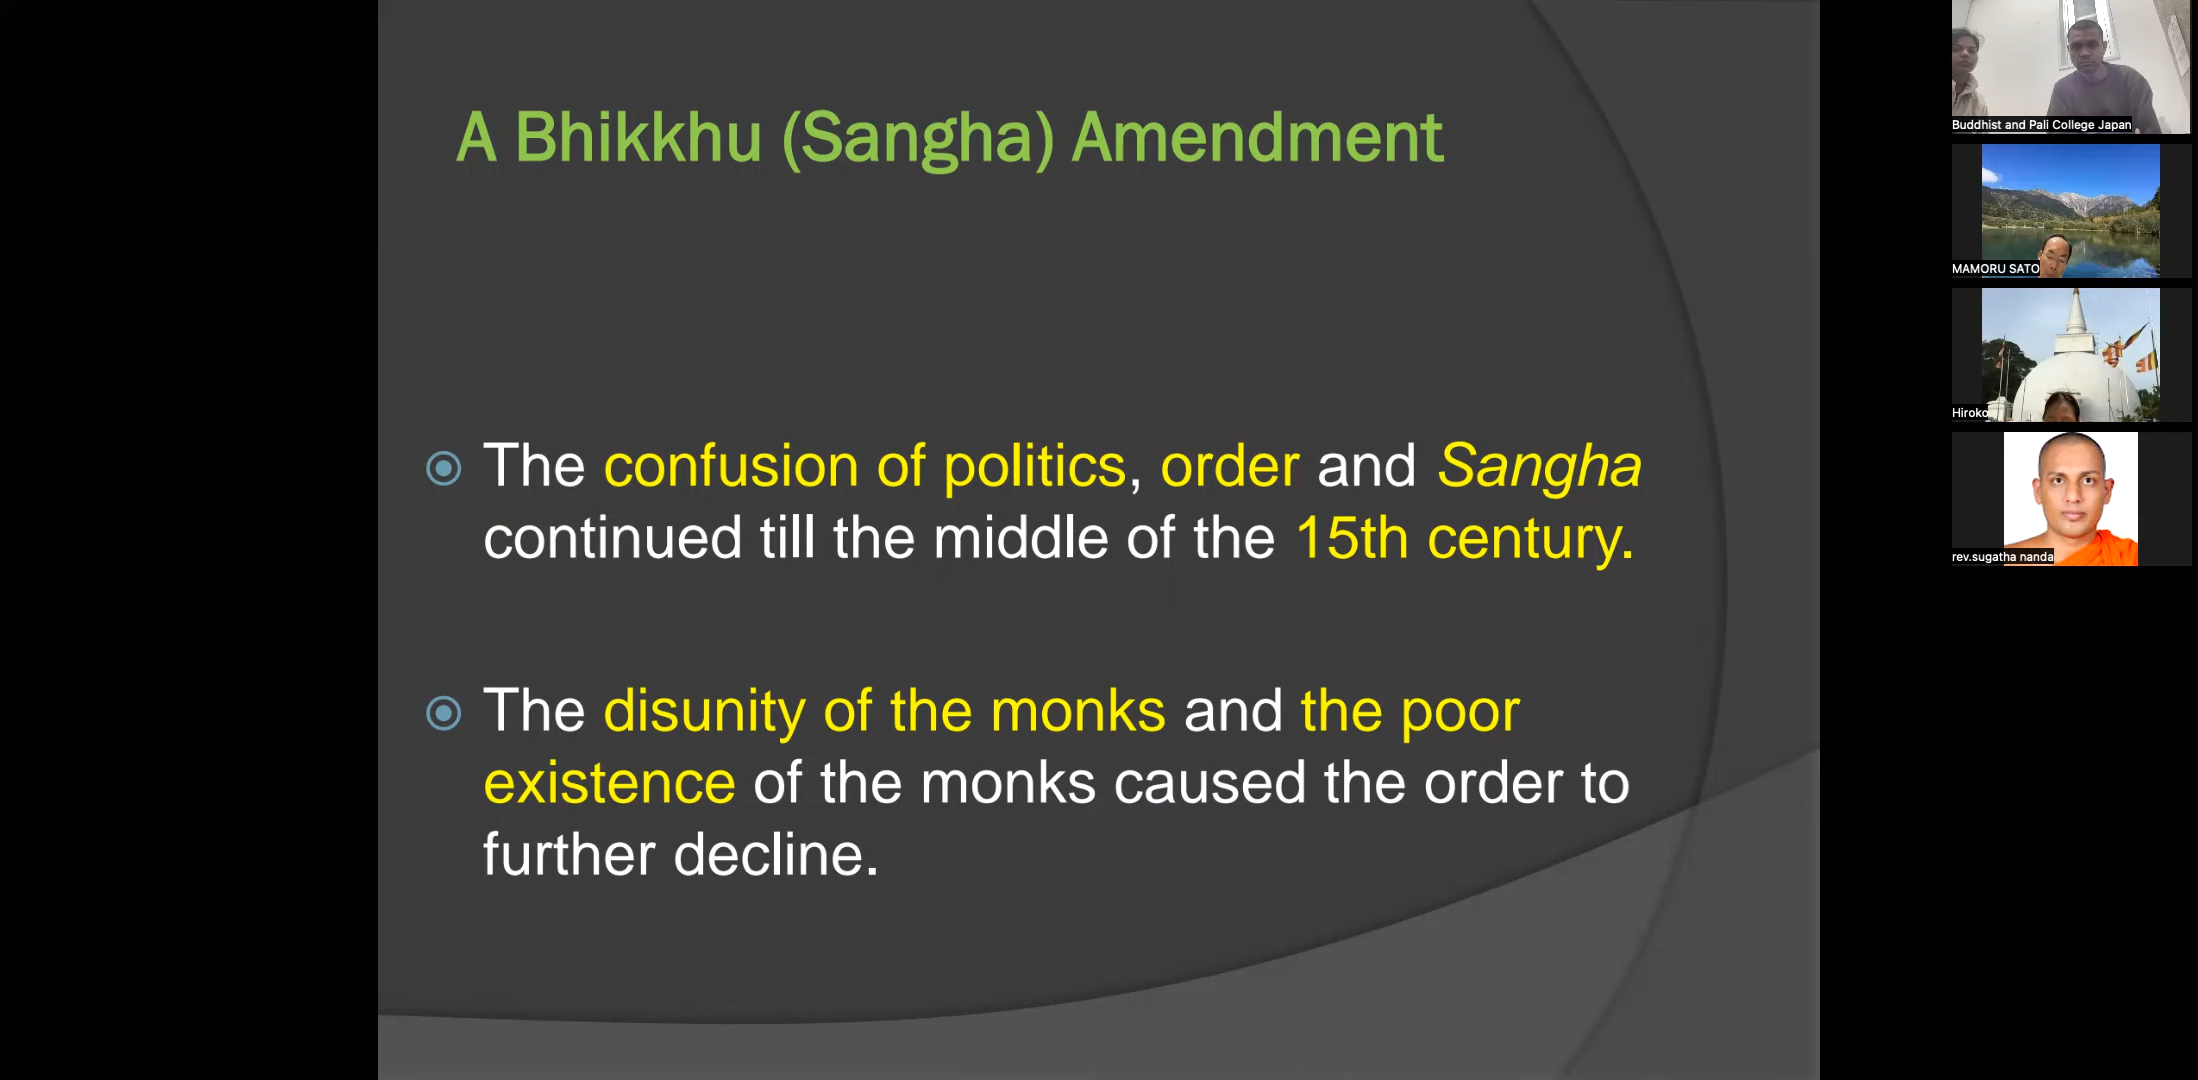 A Bhikkhu (Sangha) Amendment
The confusion of politics, order and Sangha
continued till the middle of the 15th century.
The disunity of the monks and the poor
existence of the monks caused the order to
further decline.
Buddhist and Pali College Japan
MAMORU SATO
Hiroko
rev.sugatha nanda